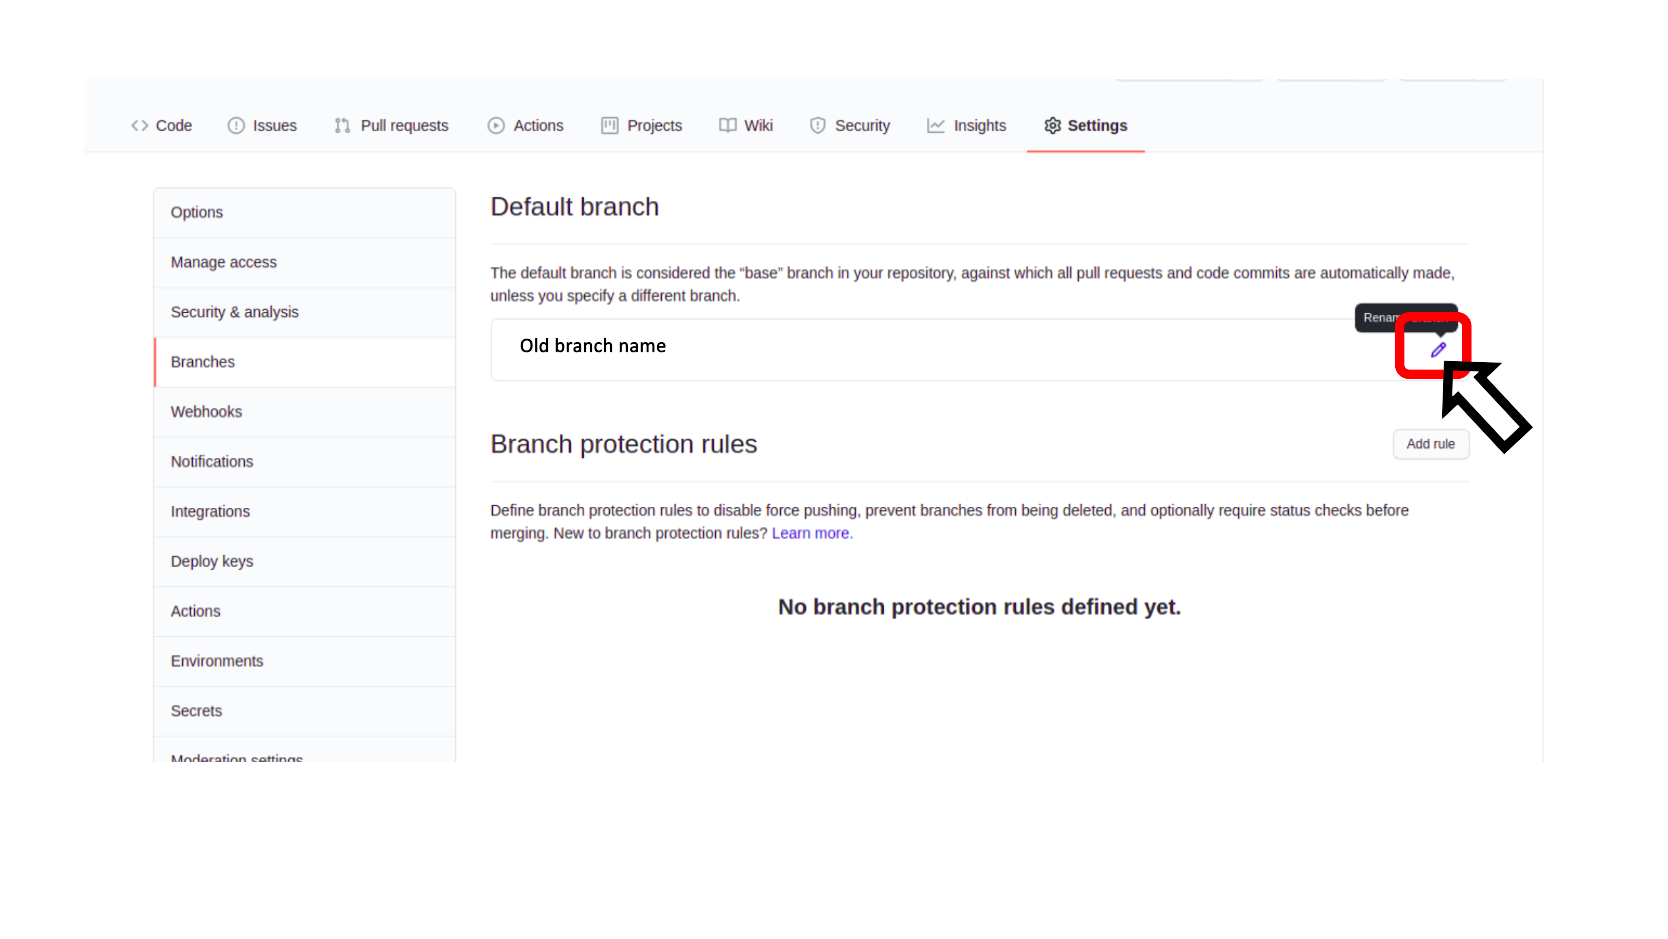 Code Issues Pull requests Actions Projects Wiki Security Insights Settings
Options
Manage access
Security & analysis
Branches
Webhooks
Notifications
Integrations
Deploy keys
Actions
Environments
Secrets
Moderation settings
Default branch
The default branch is considered the “base” branch in your repository, against which all pull requests and code commits are automatically made,
unless you specify a different branch.
Old branch name
Branch protection rules
Add rule
Define branch protection rules to disable force pushing, prevent branches from being deleted, and optionally require status checks before
merging. New to branch protection rules? Learn more.
No branch protection rules defined yet.